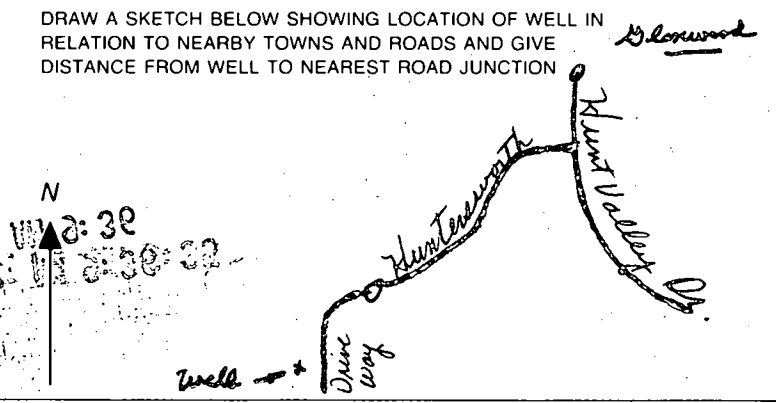 DRAW A SKETCH BELOW SHOWING LOCATION OF WELL IN
RELATION TO NEARBY TOWNS AND ROADS AND GIVE
DISTANCE FROM WELL TO NEAREST ROAD JUNCTION
Glenwood
Huntersworth
Hunt Valley Dr.
N
Drive
Way
Well